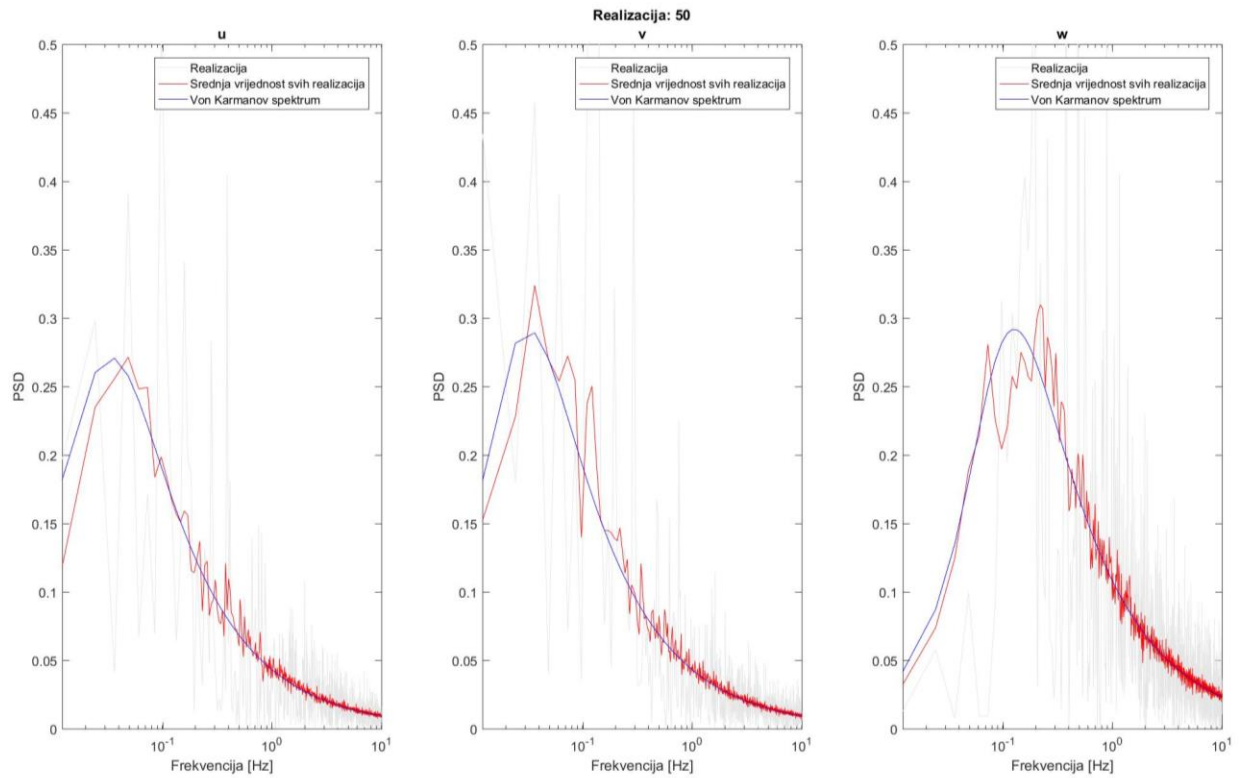 Realizacija: 50
u
Realizacija
Srednja vrijednost svih realizacija
Von Karmanov spektrum
PSD
0.5
0.45
0.4
0.35
0.3
0.25
0.2
0.15
0.1
0.05
0
10⁻¹
10⁰
10¹
Frekvencija [Hz]
v
Realizacija
Srednja vrijednost svih realizacija
Von Karmanov spektrum
PSD
0.5
0.45
0.4
0.35
0.3
0.25
0.2
0.15
0.1
0.05
0
10⁻¹
10⁰
10¹
Frekvencija [Hz]
w
Realizacija
Srednja vrijednost svih realizacija
Von Karmanov spektrum
PSD
0.5
0.45
0.4
0.35
0.3
0.25
0.2
0.15
0.1
0.05
0
10⁻¹
10⁰
10¹
Frekvencija [Hz]